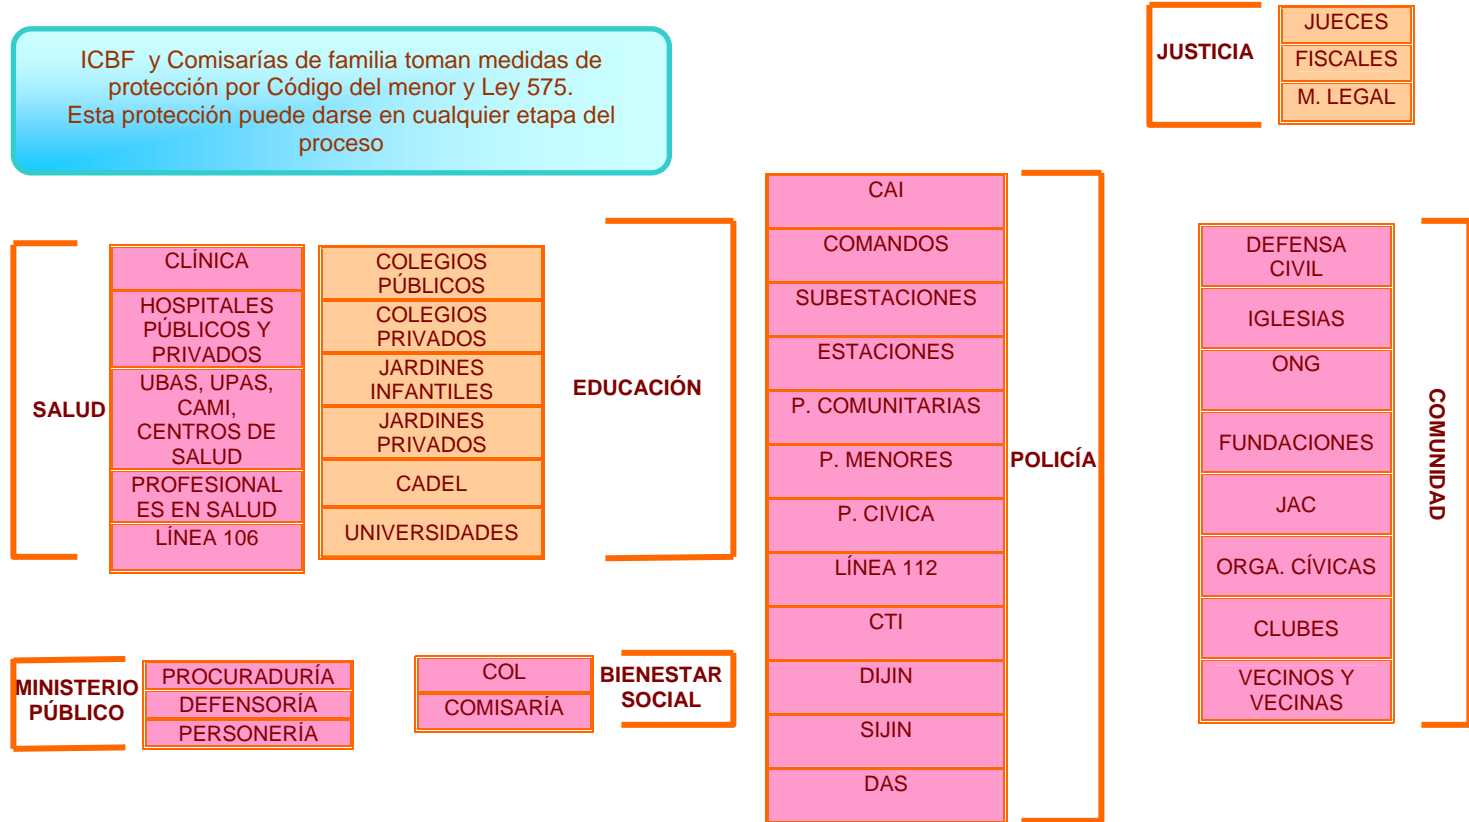 ICBF y Comisarías de familia toman medidas de
protección por Código del menor y Ley 575.
Esta protección puede darse en cualquier etapa del
proceso
JUSTICIA
JUECES
FISCALES
M. LEGAL
SALUD
CLÍNICA
HOSPITALES
PÚBLICOS Y
PRIVADOS
UBAS, UPAS,
CAMI,
CENTROS DE
SALUD
PROFESIONAL
ES EN SALUD
LÍNEA 106
COLEGIOS
PÚBLICOS
COLEGIOS
PRIVADOS
JARDINES
INFANTILES
JARDINES
PRIVADOS
CADEL
UNIVERSIDADES
EDUCACIÓN
CAI
COMANDOS
SUBESTACIONES
ESTACIONES
P. COMUNITARIAS
P. MENORES
P. CIVICA
LÍNEA 112
CTI
DIJIN
SIJIN
DAS
POLICÍA
DEFENSA
CIVIL
IGLESIAS
ONG
FUNDACIONES
JAC
ORGA. CÍVICAS
CLUBES
VECINOS Y
VECINAS
COMUNIDAD
MINISTERIO
PÚBLICO
PROCURADURÍA
DEFENSORÍA
PERSONERÍA
COL
COMISARÍA
BIENESTAR
SOCIAL